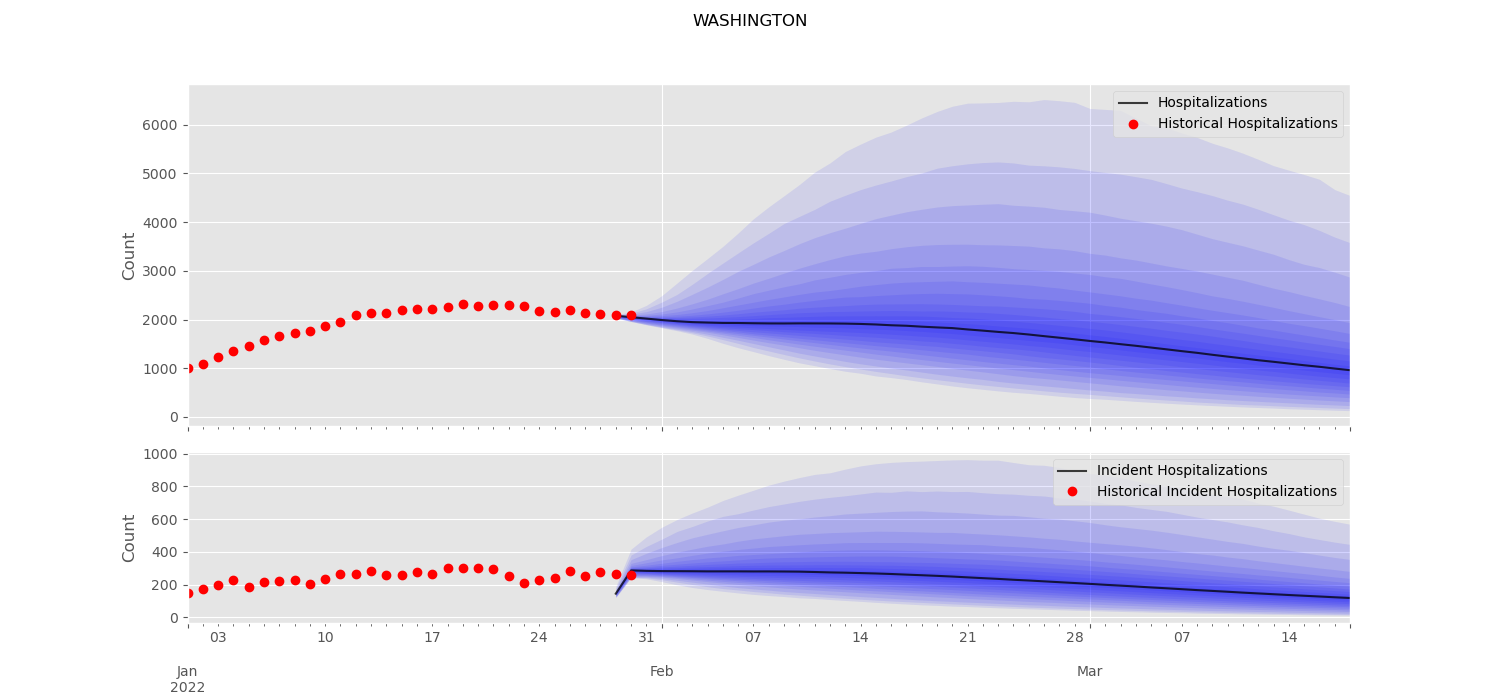 WASHINGTON
Count
6000
5000
4000
3000
2000
1000
0
Hospitalizations
Historical Hospitalizations
Count
1000
800
600
400
200
0
Incident Hospitalizations
Historical Incident Hospitalizations
03 10 17 24 31 07 14 21 28 07 14
Jan Feb Mar
2022